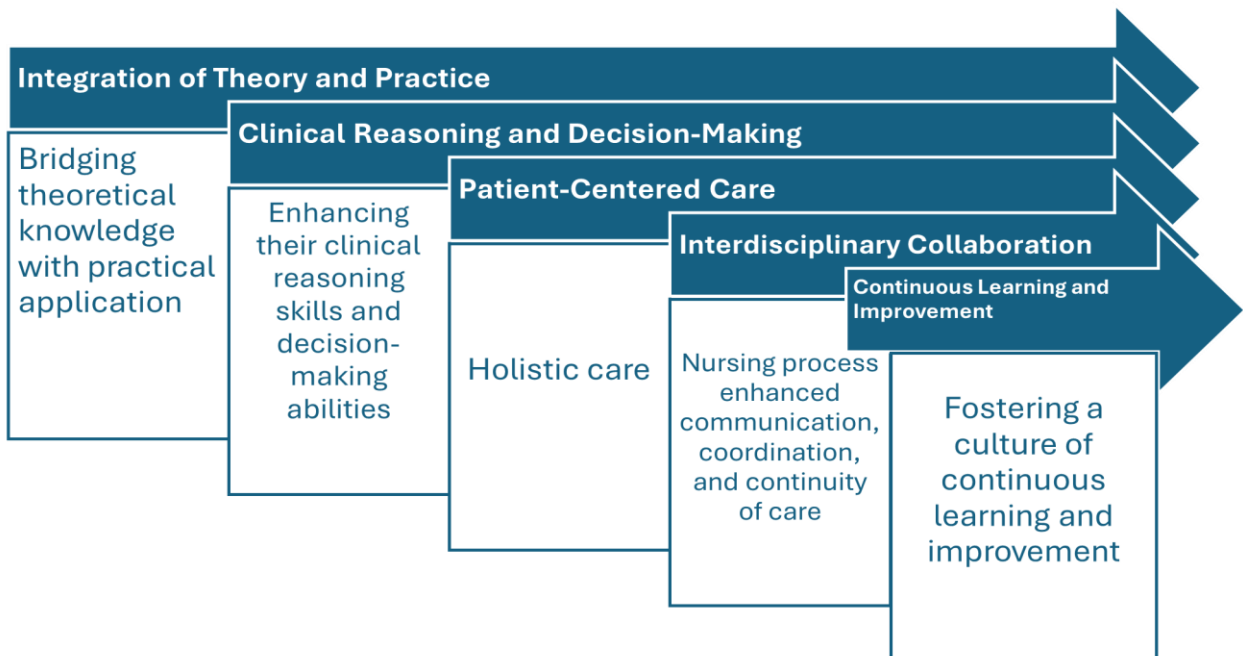 Integration of Theory and Practice
Bridging
theoretical
knowledge
with practical
application
Clinical Reasoning and Decision-Making
Enhancing
their clinical
reasoning
skills and
decision-
making
abilities
Patient-Centered Care
Holistic care
Interdisciplinary Collaboration
Nursing process
enhanced
communication,
coordination,
and continuity
of care
Continuous Learning and
Improvement
Fostering a
culture of
continuous
learning and
improvement